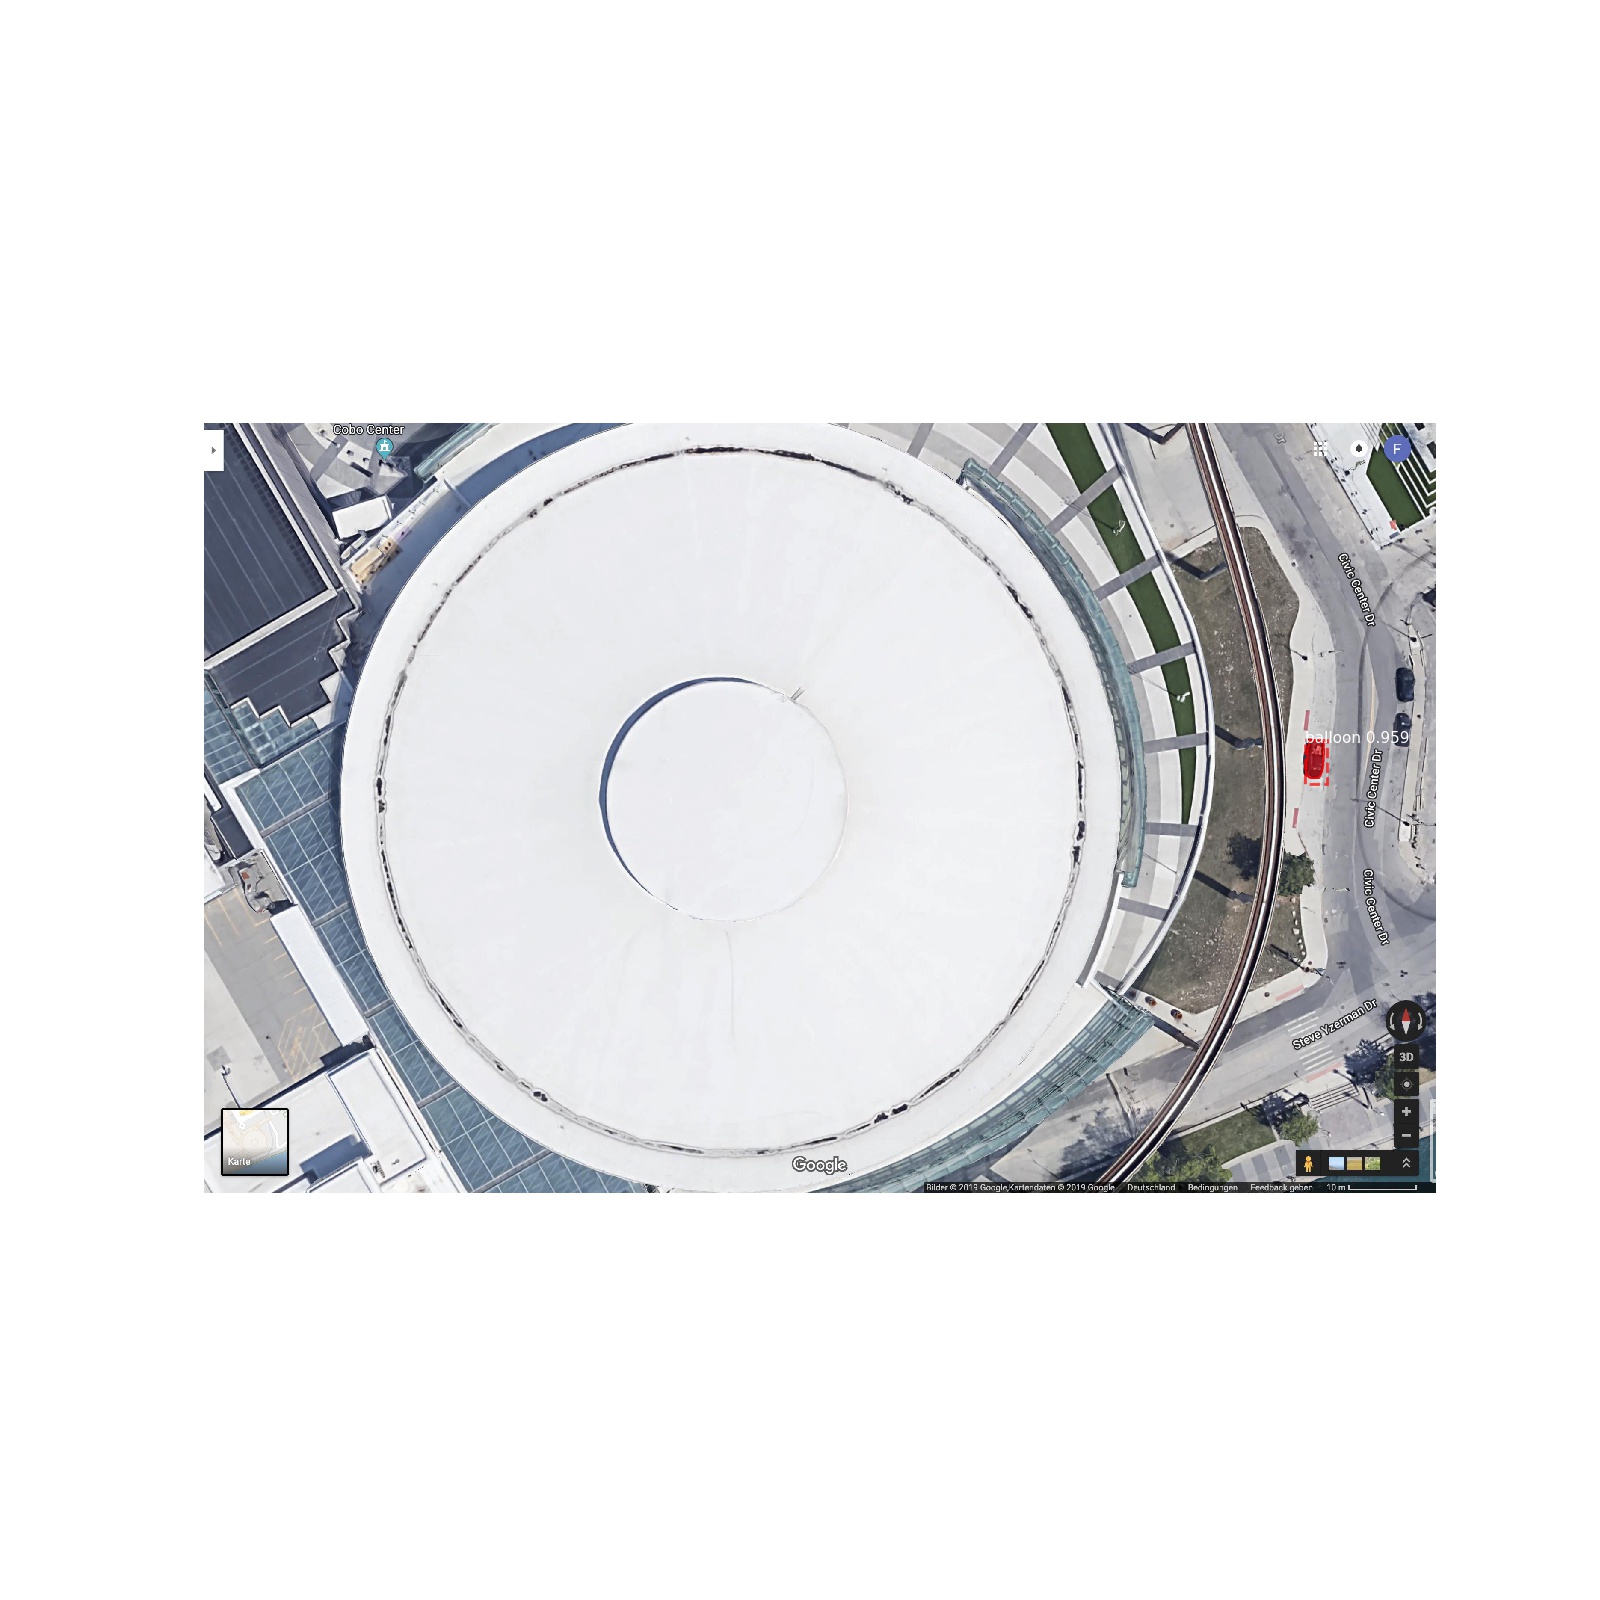 Cobo Center
Dr
F
Civic Center Dr
balloon 0.959
Civic Center Dr
Civic Center Dr
Steve Yzerman Dr
3D
Karte
Google
Bilder © 2019 Google,Kartendaten © 2019 Google Deutschland Bedingungen Feedback geben 10 m